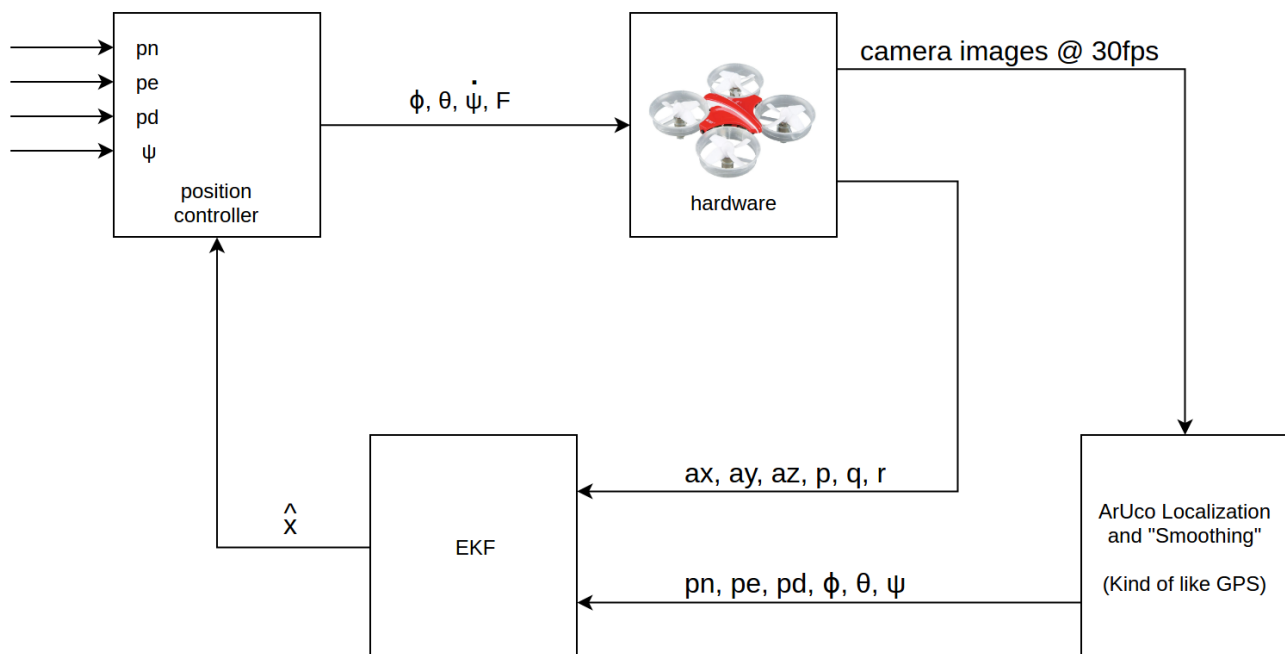 pn
pe
pd
ψ
position
controller
ϕ, θ, ψ̇, F
hardware
camera images @ 30fps
ax, ay, az, p, q, r
x̂
EKF
pn, pe, pd, ϕ, θ, ψ
ArUco Localization
and "Smoothing"
(Kind of like GPS)